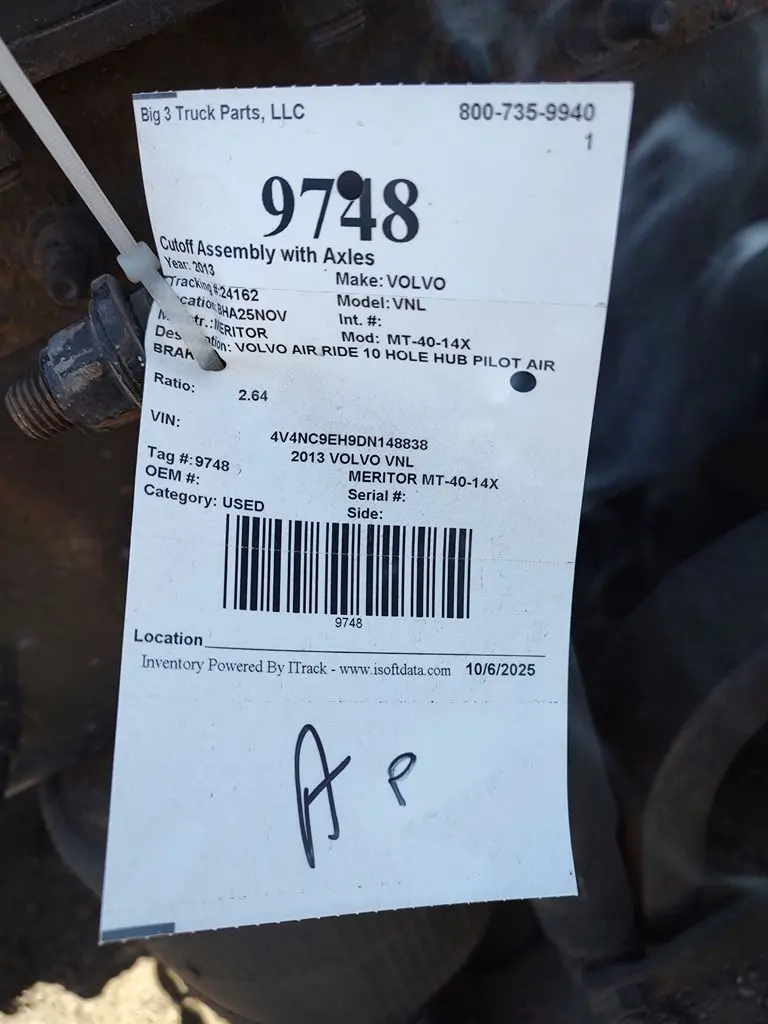 Big 3 Truck Parts, LLC 800-735-9940
1
9748
Cutoff Assembly with Axles
Year: 2013 Make: VOLVO
Tracking #:24162 Model: VNL
BHA25NOV Int. #:
MERITOR Mod: MT-40-14X
VOLVO AIR RIDE 10 HOLE HUB PILOT AIR
Ratio: 2.64
VIN: 4V4NC9EH9DN148838
2013 VOLVO VNL
Tag #: 9748 MERITOR MT-40-14X
OEM #: Serial #:
Category: USED Side:
9748
Location
Inventory Powered By ITrack - www.isoftdata.com 10/6/2025
A P